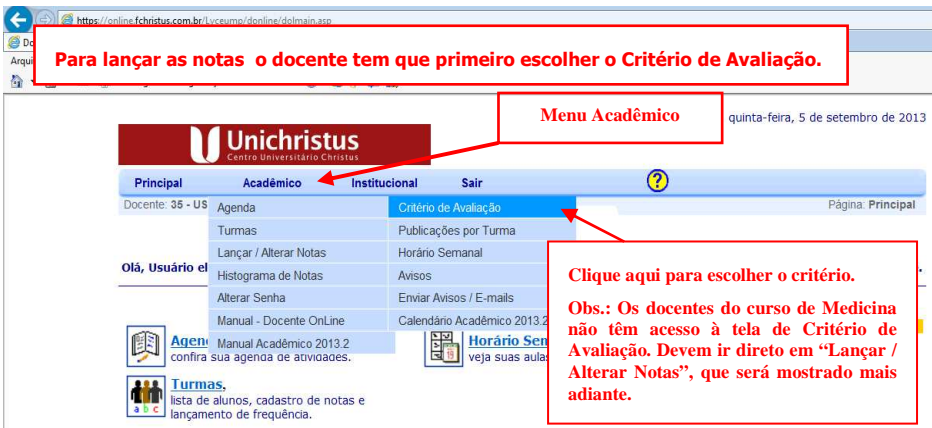 https://online.fchristus.com.br/Lyceump/donline/dolmain.asp
Para lançar as notas o docente tem que primeiro escolher o Critério de Avaliação.
Menu Acadêmico
quinta-feira, 5 de setembro de 2013
Unichristus
Centro Universitário Christus
Principal Acadêmico Institucional Sair ?
Docente: 35 - US
Página: Principal
Agenda
Critério de Avaliação
Turmas
Publicações por Turma
Lançar / Alterar Notas
Horário Semanal
Histograma de Notas
Avisos
Alterar Senha
Enviar Avisos / E-mails
Manual - Docente OnLine
Calendário Acadêmico 2013.2
Manual Acadêmico 2013.2
Olá, Usuário el
Clique aqui para escolher o critério.
Obs.: Os docentes do curso de Medicina
não têm acesso à tela de Critério de
Avaliação. Devem ir direto em “Lançar /
Alterar Notas”, que será mostrado mais
adiante.
Agen
confira sua agenda de atividades.
Horário Sem
veja suas aulas
Turmas,
lista de alunos, cadastro de notas e
lançamento de frequência.
a b c